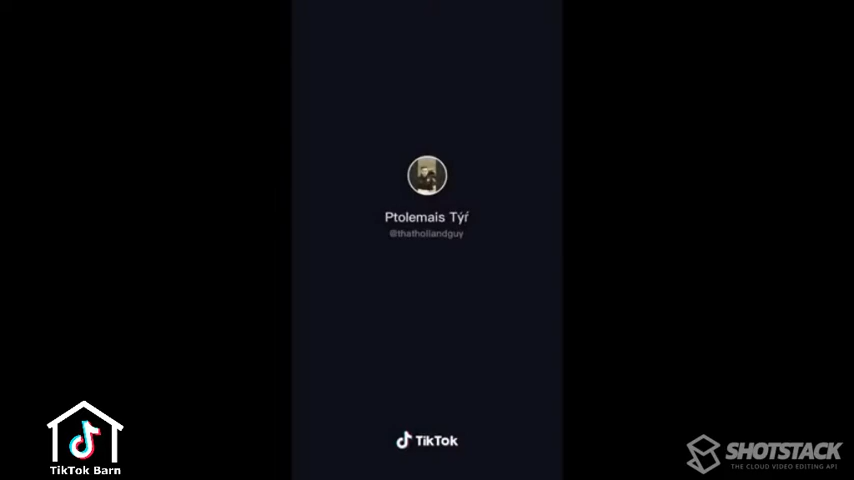 Ptolemais Týŕ
@thathollandguy
TikTok
TikTok Barn
SHOTSTACK
THE CLOUD VIDEO EDITING API